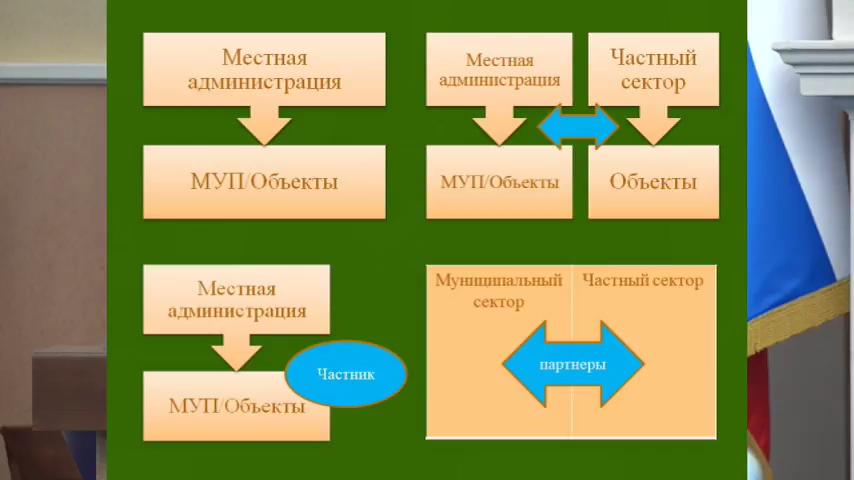 Местная
администрация
МУП/Объекты
Местная
администрация
Частный
сектор
МУП/Объекты
Объекты
Местная
администрация
Частник
МУП/Объекты
Муниципальный
сектор
Частный сектор
партнеры